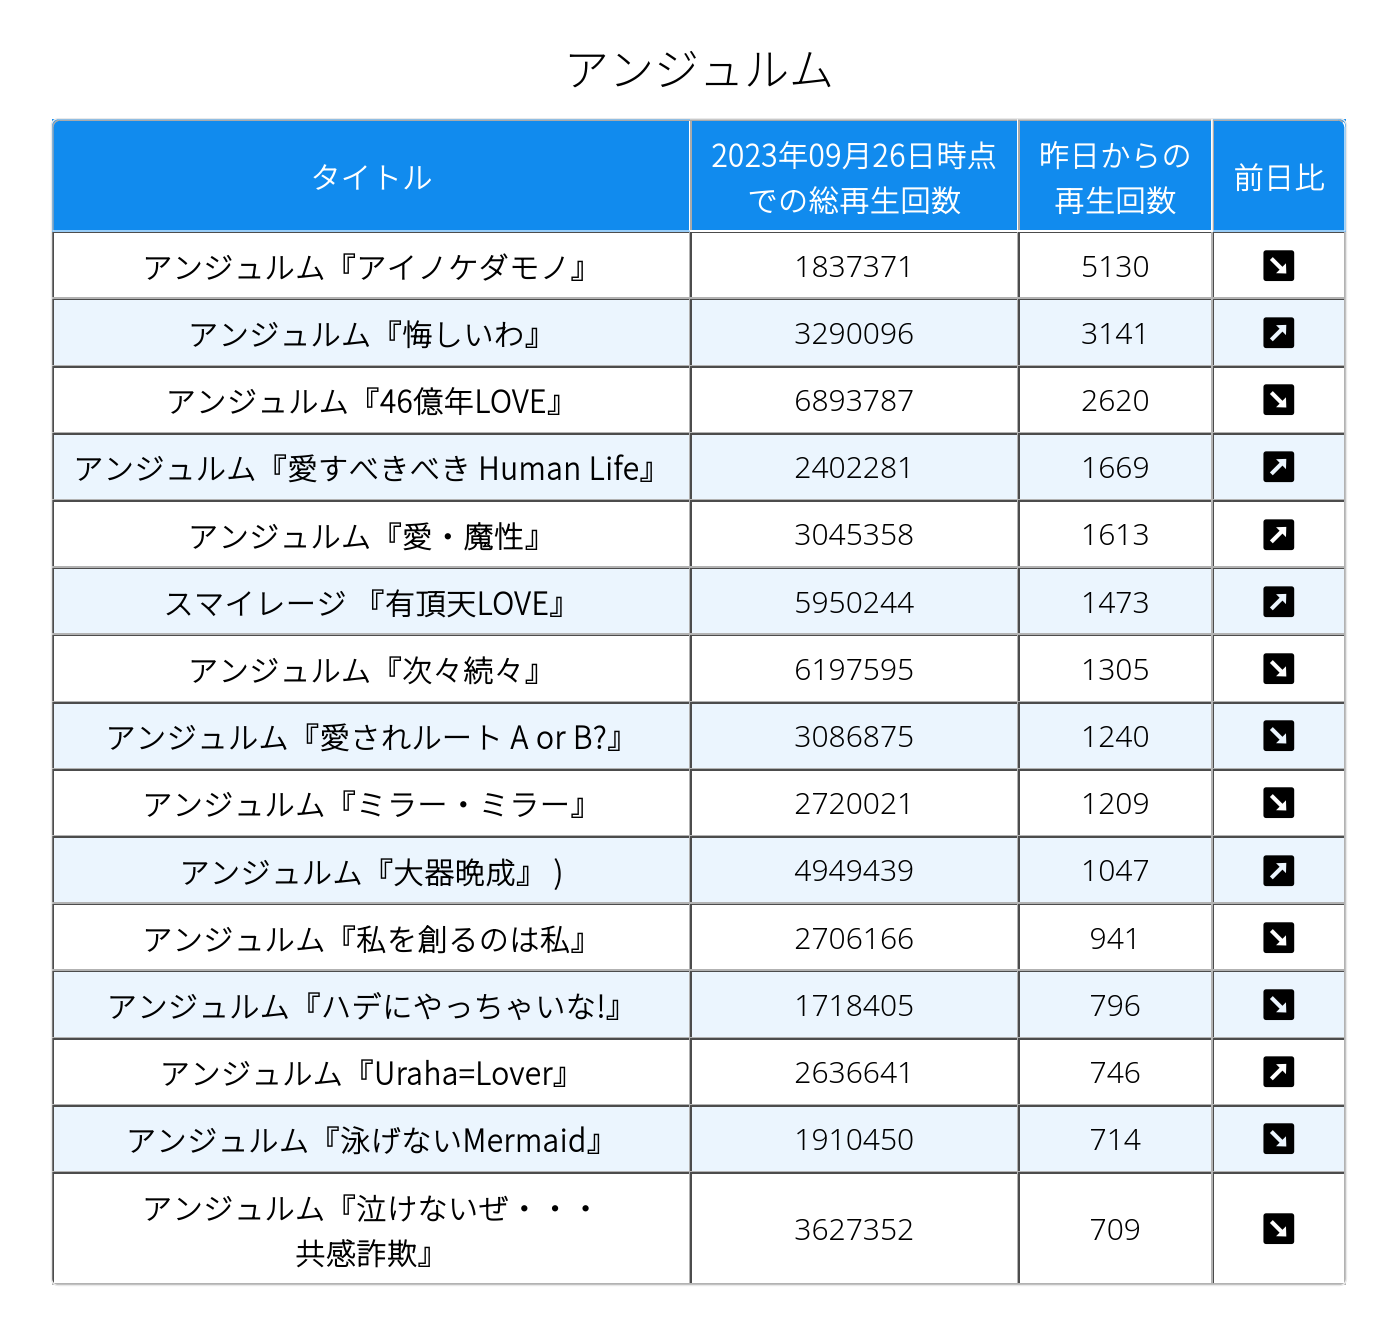 アンジュルム
タイトル
2023年09月26日時点
での総再生回数
昨日からの
再生回数
前日比
アンジュルム『アイノケダモノ』 1837371 5130
アンジュルム『悔しいわ』 3290096 3141
アンジュルム『46億年LOVE』 6893787 2620
アンジュルム『愛すべきべき Human Life』 2402281 1669
アンジュルム『愛・魔性』 3045358 1613
スマイレージ 『有頂天LOVE』 5950244 1473
アンジュルム『次々続々』 6197595 1305
アンジュルム『愛されルート A or B?』 3086875 1240
アンジュルム『ミラー・ミラー』 2720021 1209
アンジュルム『大器晩成』 ) 4949439 1047
アンジュルム『私を創るのは私』 2706166 941
アンジュルム『ハデにやっちゃいな!』 1718405 796
アンジュルム『Uraha=Lover』 2636641 746
アンジュルム『泳げないMermaid』 1910450 714
アンジュルム『泣けないぜ・・・
共感詐欺』 3627352 709